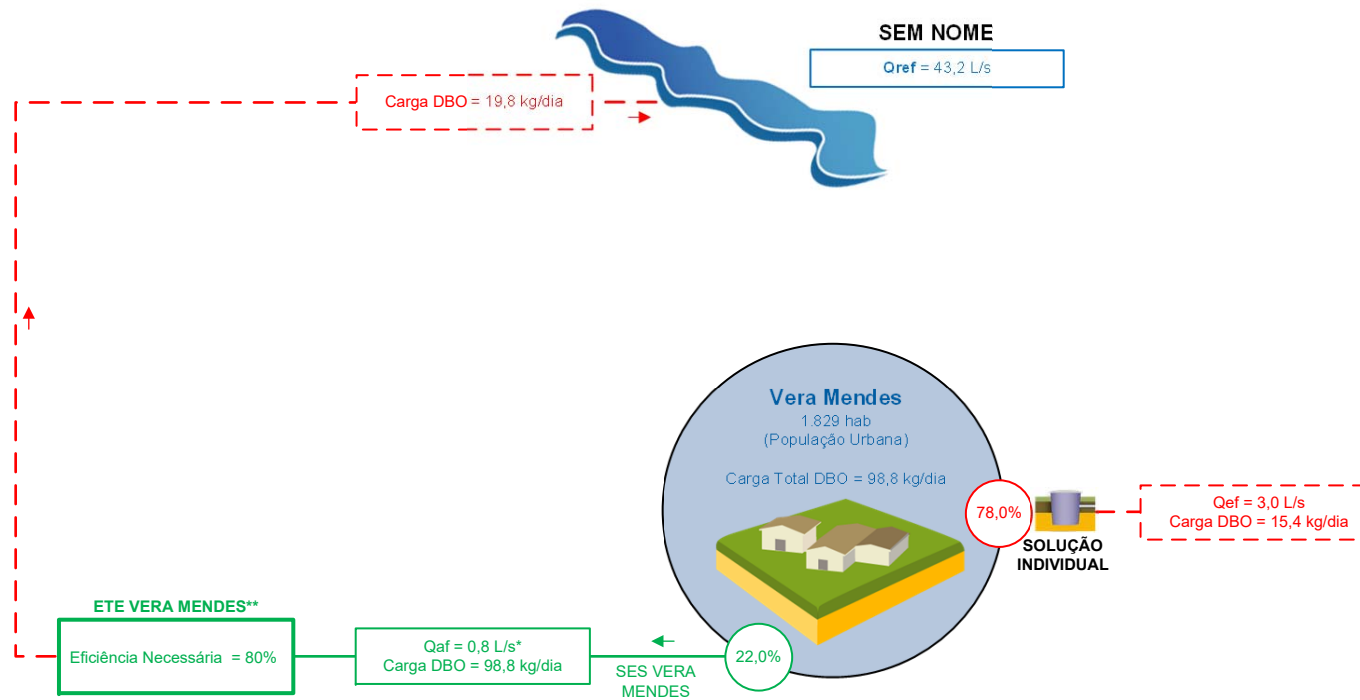 SEM NOME
Qref = 43,2 L/s
Carga DBO = 19,8 kg/dia
Vera Mendes
1.829 hab
(População Urbana)
Carga Total DBO = 98,8 kg/dia
78,0%
SOLUÇÃO
INDIVIDUAL
Qef = 3,0 L/s
Carga DBO = 15,4 kg/dia
ETE VERA MENDES**
Eficiência Necessária = 80%
Qaf = 0,8 L/s*
Carga DBO = 98,8 kg/dia
SES VERA
MENDES
22,0%